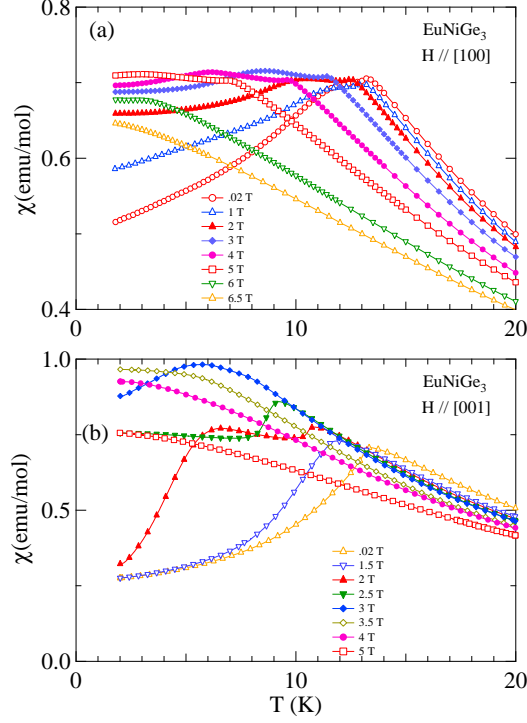 (a)
EuNiGe3
H // [100]
0.8
0.6
0.4
χ(emu/mol)
.02 T
1 T
2 T
3 T
4 T
5 T
6 T
6.5 T
0
10
20
EuNiGe3
H // [001]
(b)
1.0
0.5
0.0
χ(emu/mol)
.02 T
1.5 T
2 T
2.5 T
3 T
3.5 T
4 T
5 T
0
10
20
T (K)